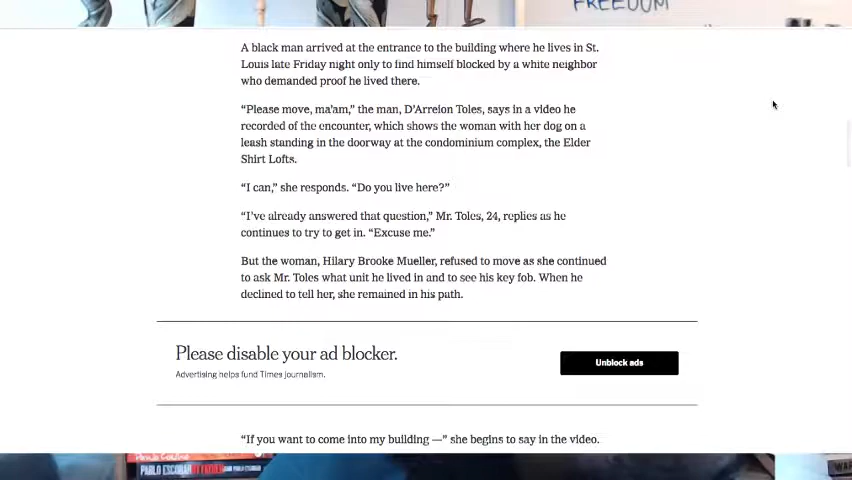 FREEDOM
A black man arrived at the entrance to the building where he lives in St.
Louis late Friday night only to find himself blocked by a white neighbor
who demanded proof he lived there.
“Please move, ma’am,” the man, D’Arreion Toles, says in a video he
recorded of the encounter, which shows the woman with her dog on a
leash standing in the doorway at the condominium complex, the Elder
Shirt Lofts.
“I can,” she responds. “Do you live here?”
“I’ve already answered that question,” Mr. Toles, 24, replies as he
continues to try to get in. “Excuse me.”
But the woman, Hilary Brooke Mueller, refused to move as she continued
to ask Mr. Toles what unit he lived in and to see his key fob. When he
declined to tell her, she remained in his path.
Please disable your ad blocker.
Advertising helps fund Times journalism.
Unblock ads
“If you want to come into my building —” she begins to say in the video.
PABLO ESCOBAR
WAR